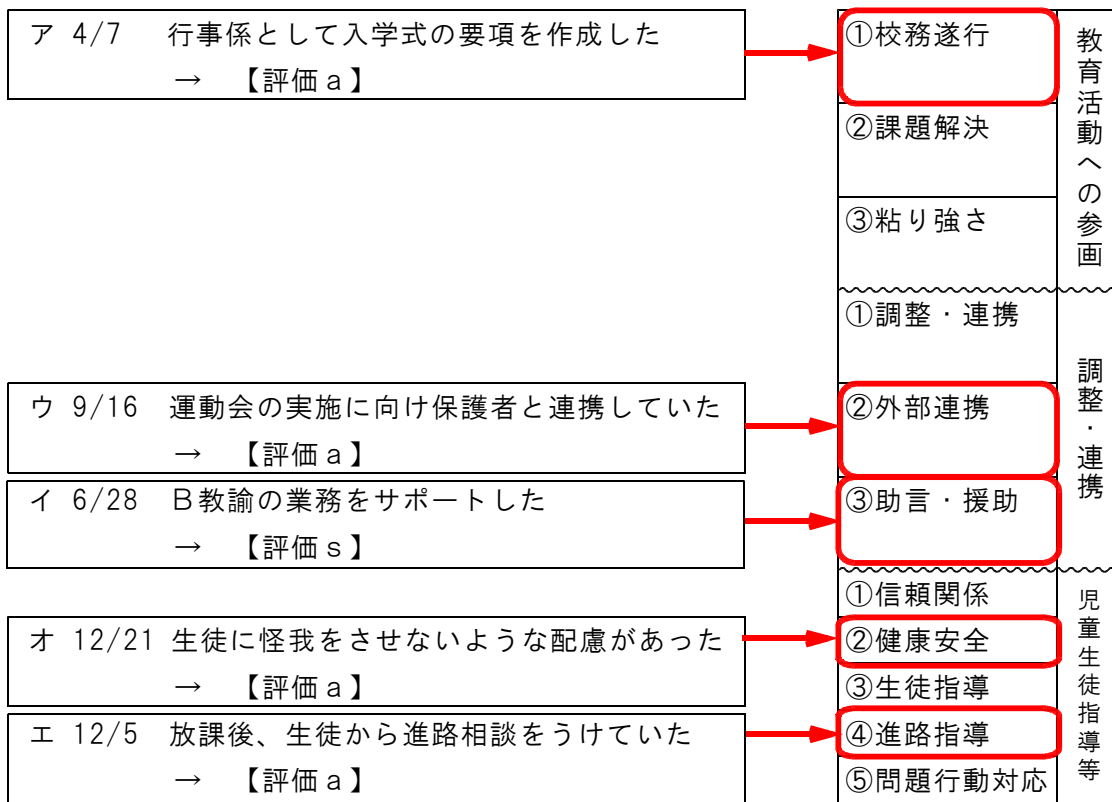 ア 4/7 行事係として入学式の要項を作成した
→ 【評価ａ】
ウ 9/16 運動会の実施に向け保護者と連携していた
→ 【評価ａ】
イ 6/28 Ｂ教諭の業務をサポートした
→ 【評価ｓ】
オ 12/21 生徒に怪我をさせないような配慮があった
→ 【評価ａ】
エ 12/5 放課後、生徒から進路相談をうけていた
→ 【評価ａ】
①校務遂行
②課題解決
③粘り強さ
①調整・連携
②外部連携
③助言・援助
①信頼関係
②健康安全
③生徒指導
④進路指導
⑤問題行動対応
教育活動への参画
調整・連携
児童生徒指導等